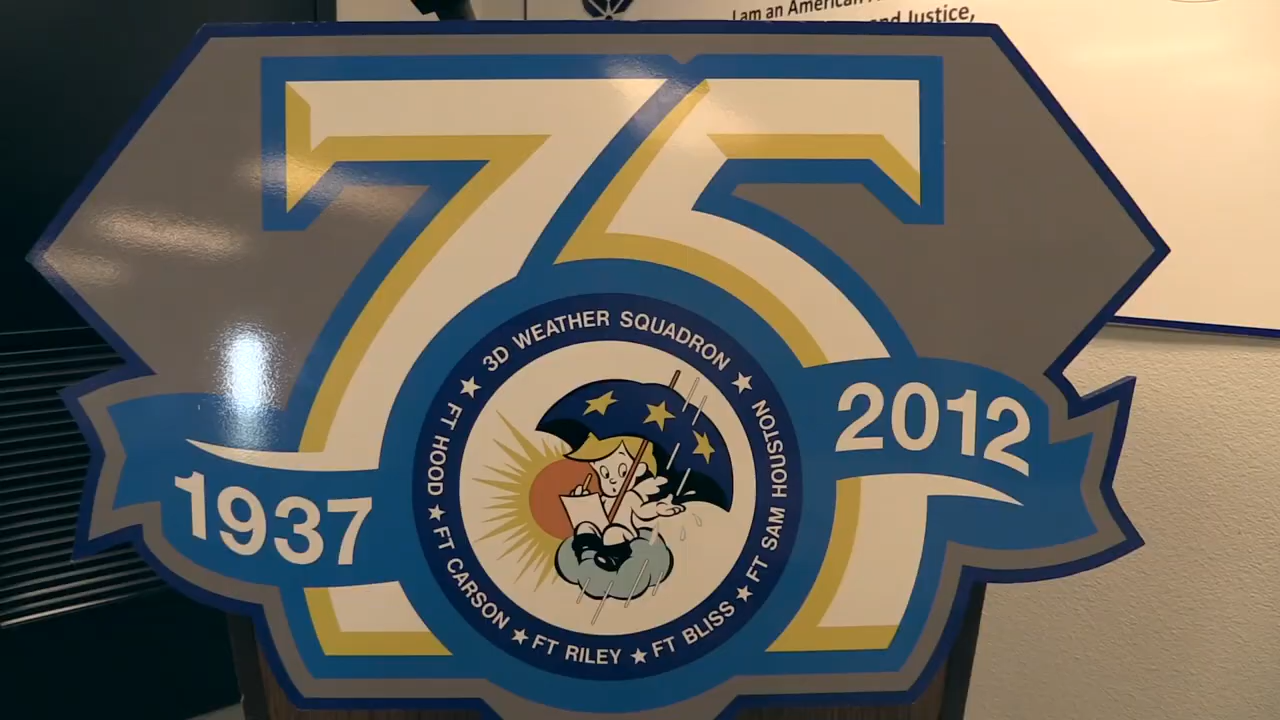 I am an American
and Justice,
75
1937
2012
3D WEATHER SQUADRON
★ FT HOOD ★ FT CARSON ★ FT RILEY ★ FT BLISS ★ FT SAM HOUSTON ★